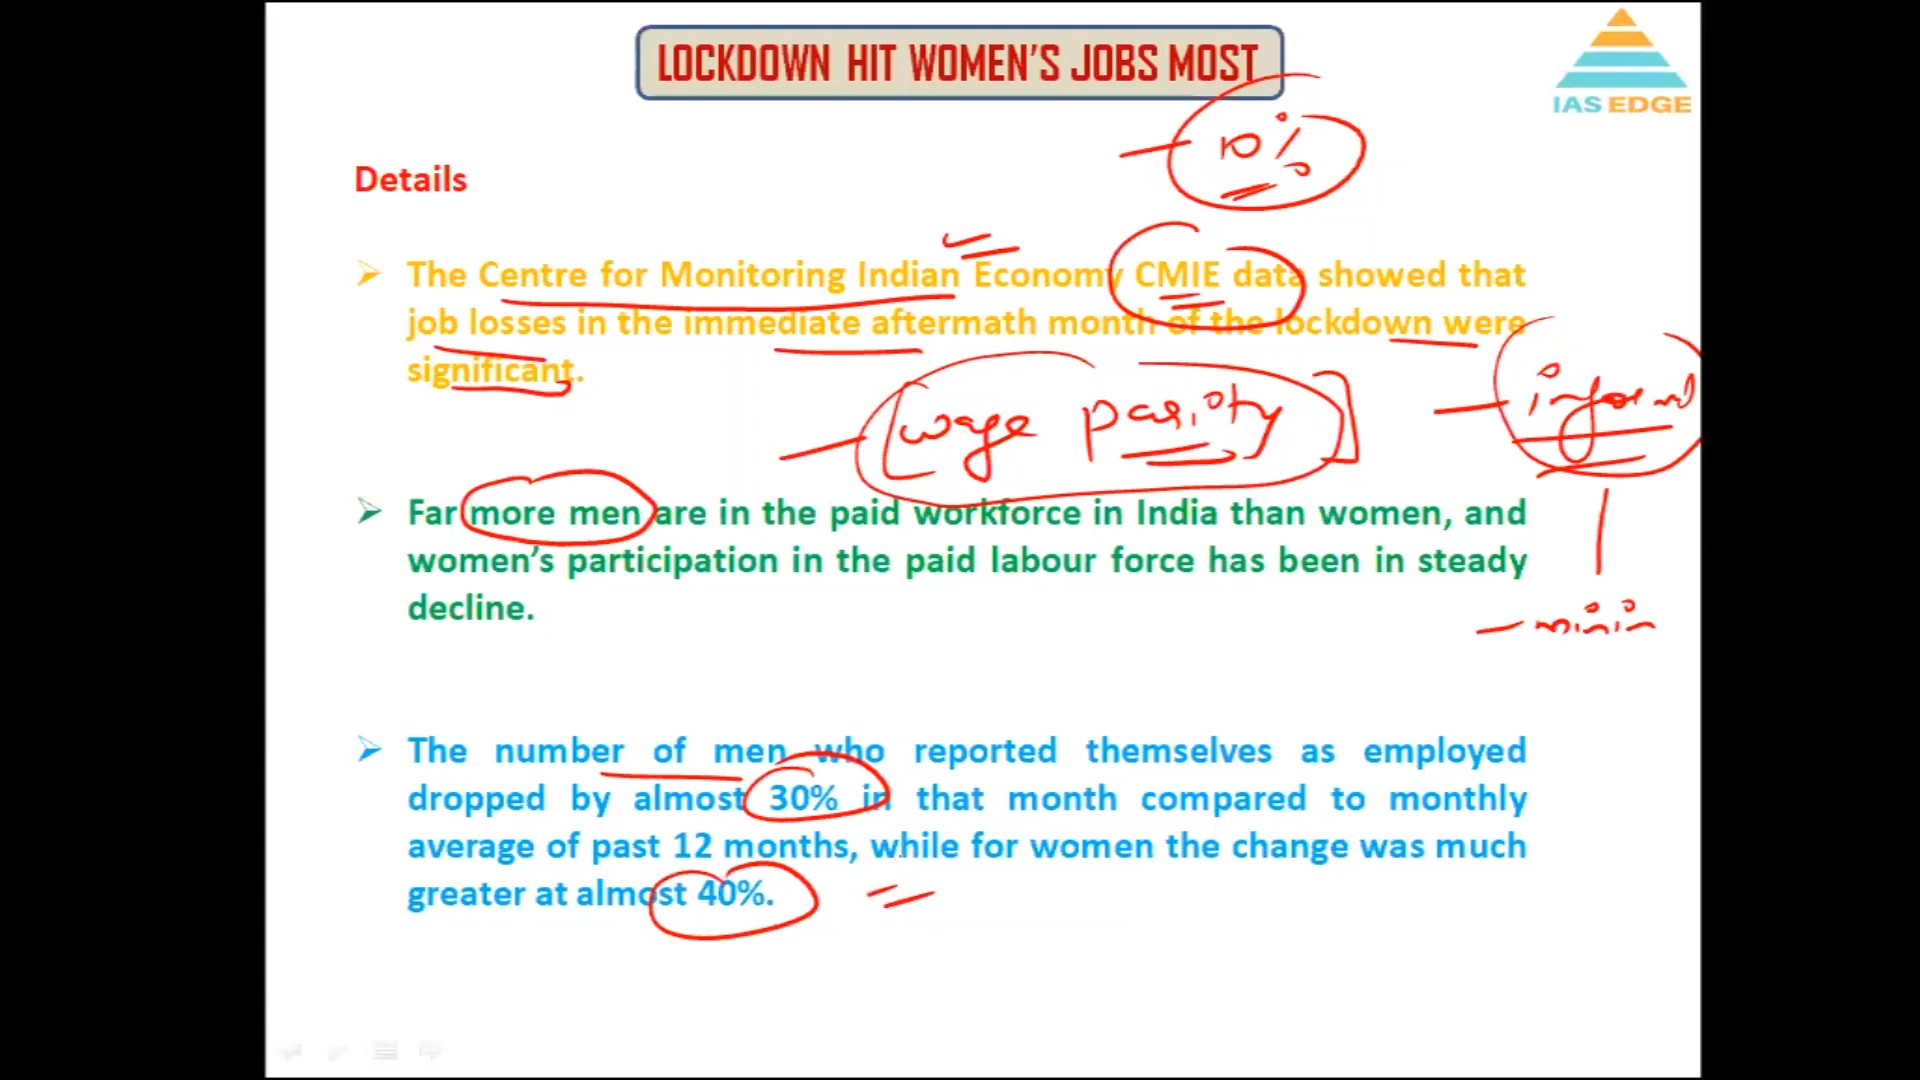 LOCKDOWN HIT WOMEN'S JOBS MOST
IAS EDGE
10%
Details
The Centre for Monitoring Indian Economy CMIE data showed that
job losses in the immediate aftermath month of the lockdown were
significant.
[wage parity]
Far more men are in the paid workforce in India than women, and
women's participation in the paid labour force has been in steady
decline.
The number of men who reported themselves as employed
dropped by almost 30% in that month compared to monthly
average of past 12 months, while for women the change was much
greater at almost 40%.